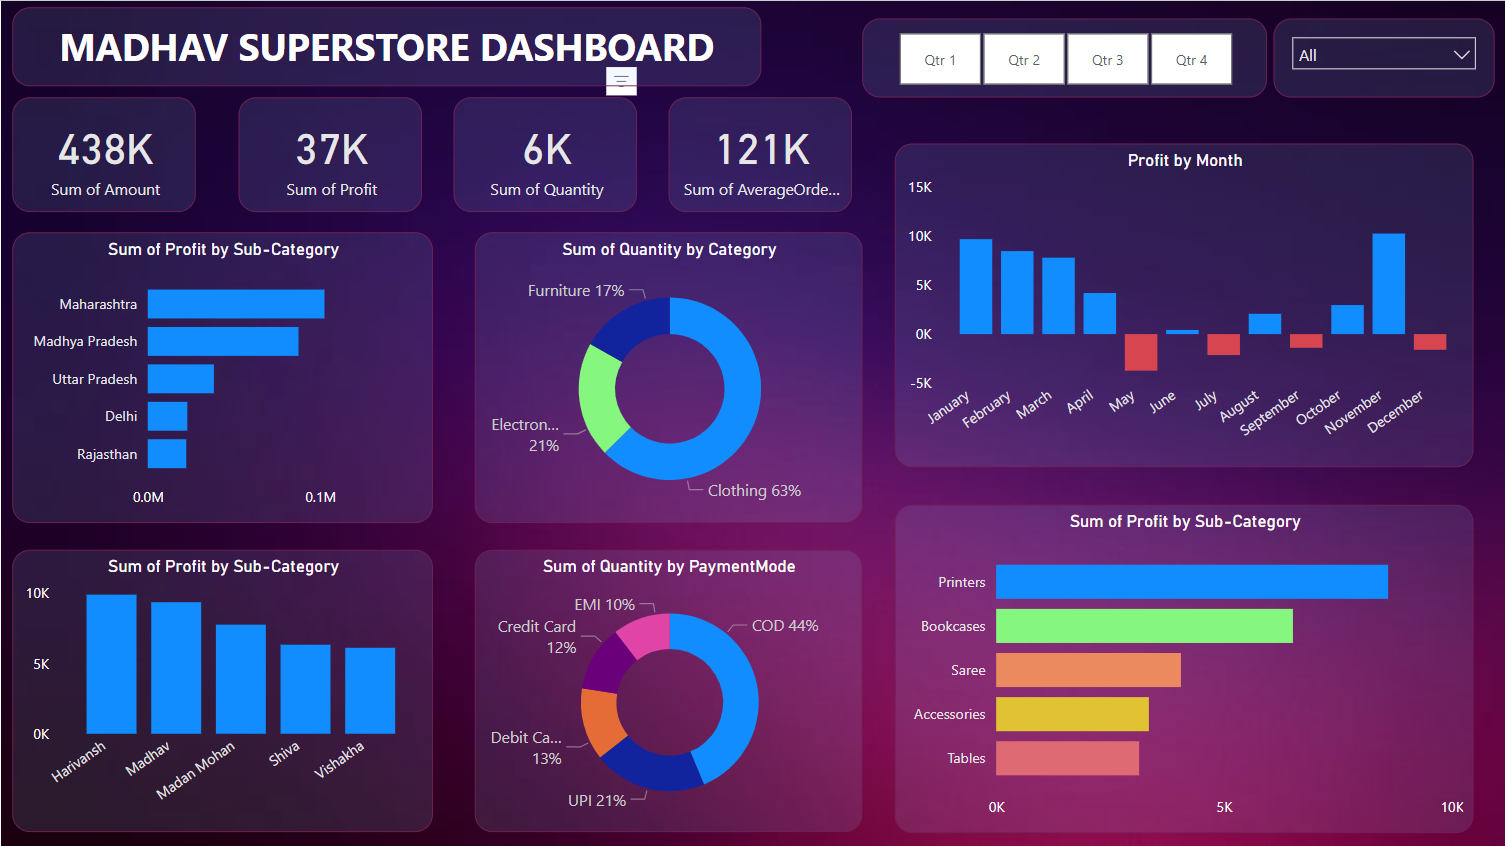 MADHAV SUPERSTORE DASHBOARD
Qtr 1
Qtr 2
Qtr 3
Qtr 4
All
438K
Sum of Amount
37K
Sum of Profit
6K
Sum of Quantity
121K
Sum of AverageOrde...
Profit by Month
15K
10K
5K
0K
-5K
January
February
March
April
May
June
July
August
September
October
November
December
Sum of Profit by Sub-Category
Maharashtra
Madhya Pradesh
Uttar Pradesh
Delhi
Rajasthan
0.0M
0.1M
Sum of Quantity by Category
Furniture 17%
Electron...
21%
Clothing 63%
Sum of Profit by Sub-Category
10K
5K
0K
Harivansh
Madhav
Madan Mohan
Shiva
Vishakha
Sum of Quantity by PaymentMode
EMI 10%
Credit Card
12%
COD 44%
Debit Ca...
13%
UPI 21%
Sum of Profit by Sub-Category
Printers
Bookcases
Saree
Accessories
Tables
0K
5K
10K